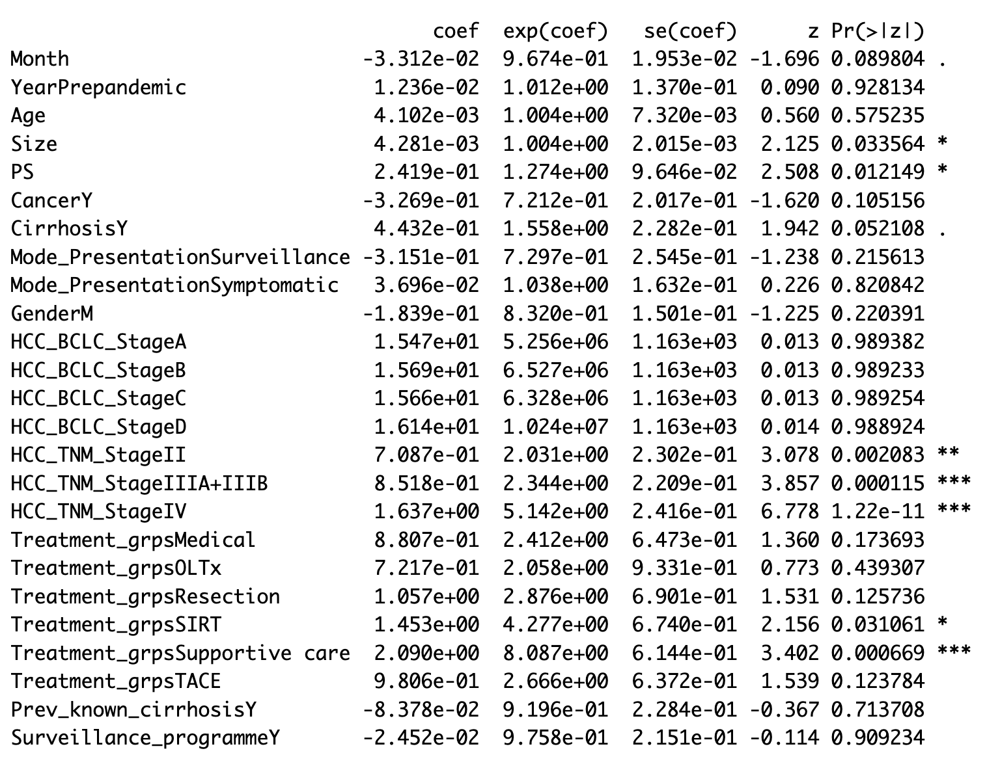 coef exp(coef) se(coef) z Pr(>|z|)
Month -3.312e-02 9.674e-01 1.953e-02 -1.696 0.089804 .
YearPrepandemic 1.236e-02 1.012e+00 1.370e-01 0.090 0.928134
Age 4.102e-03 1.004e+00 7.320e-03 0.560 0.575235
Size 4.281e-03 1.004e+00 2.015e-03 2.125 0.033564 *
PS 2.419e-01 1.274e+00 9.646e-02 2.508 0.012149 *
CancerY -3.269e-01 7.212e-01 2.017e-01 -1.620 0.105156
CirrhosisY 4.432e-01 1.558e+00 2.282e-01 1.942 0.052108 .
Mode_PresentationSurveillance -3.151e-01 7.297e-01 2.545e-01 -1.238 0.215613
Mode_PresentationSymptomatic 3.696e-02 1.038e+00 1.632e-01 0.226 0.820842
GenderM -1.839e-01 8.320e-01 1.501e-01 -1.225 0.220391
HCC_BCLC_StageA 1.547e+01 5.256e+06 1.163e+03 0.013 0.989382
HCC_BCLC_StageB 1.569e+01 6.527e+06 1.163e+03 0.013 0.989233
HCC_BCLC_StageC 1.566e+01 6.328e+06 1.163e+03 0.013 0.989254
HCC_BCLC_StageD 1.614e+01 1.024e+07 1.163e+03 0.014 0.988924
HCC_TNM_StageII 7.087e-01 2.031e+00 2.302e-01 3.078 0.002083 **
HCC_TNM_StageIIIA+IIIB 8.518e-01 2.344e+00 2.209e-01 3.857 0.000115 ***
HCC_TNM_StageIV 1.637e+00 5.142e+00 2.416e-01 6.778 1.22e-11 ***
Treatment_grpsMedical 8.807e-01 2.412e+00 6.473e-01 1.360 0.173693
Treatment_grpsOLTx 7.217e-01 2.058e+00 9.331e-01 0.773 0.439307
Treatment_grpsResection 1.057e+00 2.876e+00 6.901e-01 1.531 0.125736
Treatment_grpsSIRT 1.453e+00 4.277e+00 6.740e-01 2.156 0.031061 *
Treatment_grpsSupportive care 2.090e+00 8.087e+00 6.144e-01 3.402 0.000669 ***
Treatment_grpsTACE 9.806e-01 2.666e+00 6.372e-01 1.539 0.123784
Prev_known_cirrhosisY -8.378e-02 9.196e-01 2.284e-01 -0.367 0.713708
Surveillance_programmeY -2.452e-02 9.758e-01 2.151e-01 -0.114 0.909234